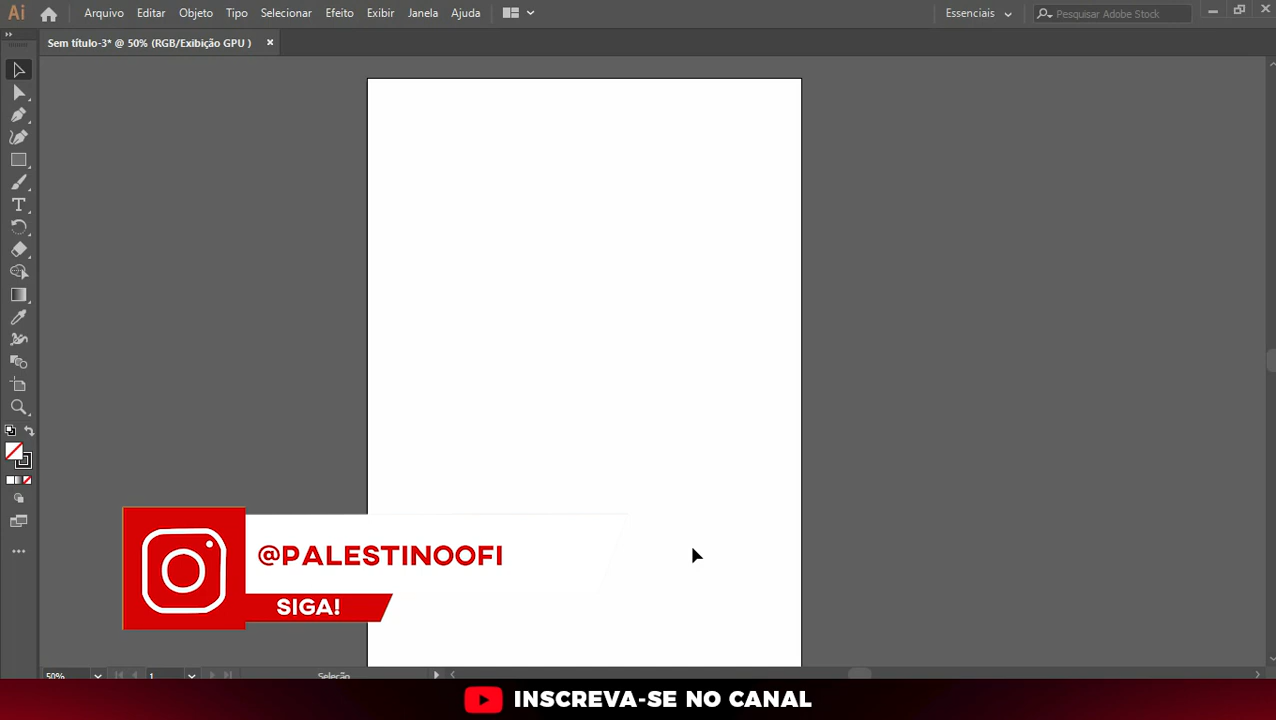 Ai Arquivo Editar Objeto Tipo Selecionar Efeito Exibir Janela Ajuda Essenciais Pesquisar Adobe Stock
Sem título-3* @ 50% (RGB/Exibição GPU )
@PALESTINOOFI
SIGA!
50% 1 Seleção
INSCREVA-SE NO CANAL